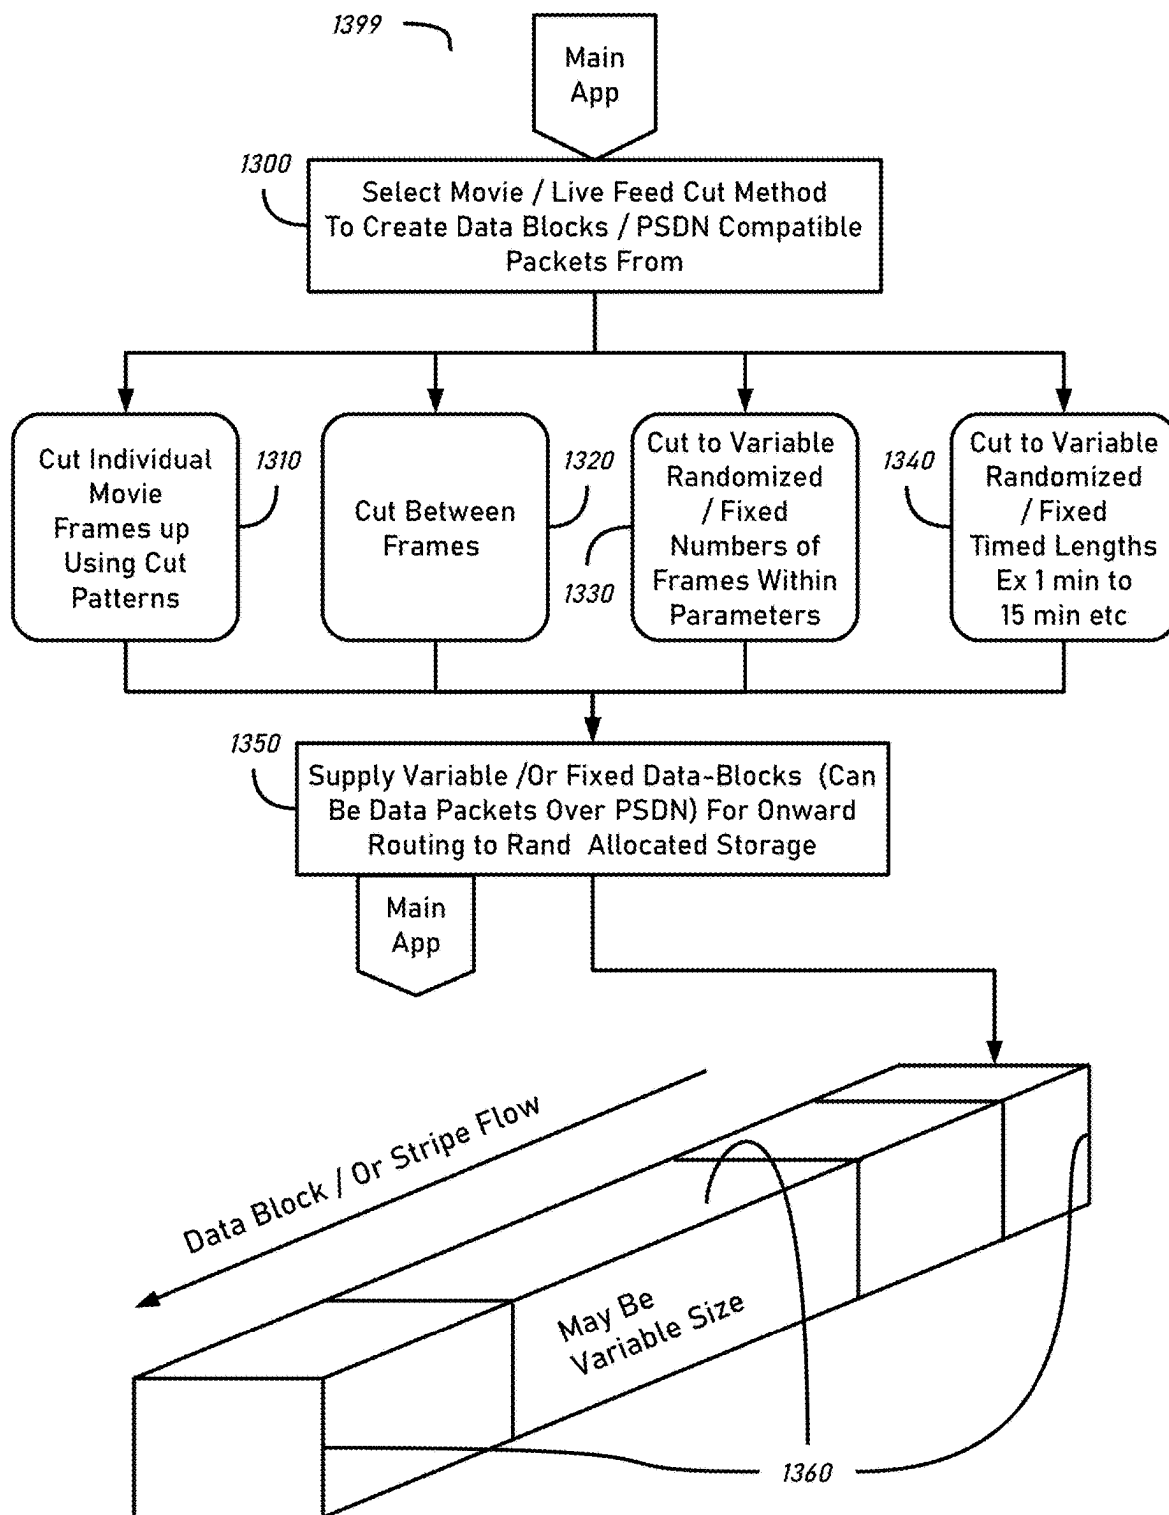 1399
Main
App
1300
Select Movie / Live Feed Cut Method
To Create Data Blocks / PSDN Compatible
Packets From
Cut Individual
Movie
Frames up
Using Cut
Patterns
1310
Cut Between
Frames
1320
1330
Cut to Variable
Randomized
/ Fixed
Numbers of
Frames Within
Parameters
1340
Cut to Variable
Randomized
/ Fixed
Timed Lengths
Ex 1 min to
15 min etc
1350
Supply Variable /Or Fixed Data-Blocks (Can
Be Data Packets Over PSDN) For Onward
Routing to Rand Allocated Storage
Main
App
Data Block / Or Stripe Flow
May Be
Variable Size
1360